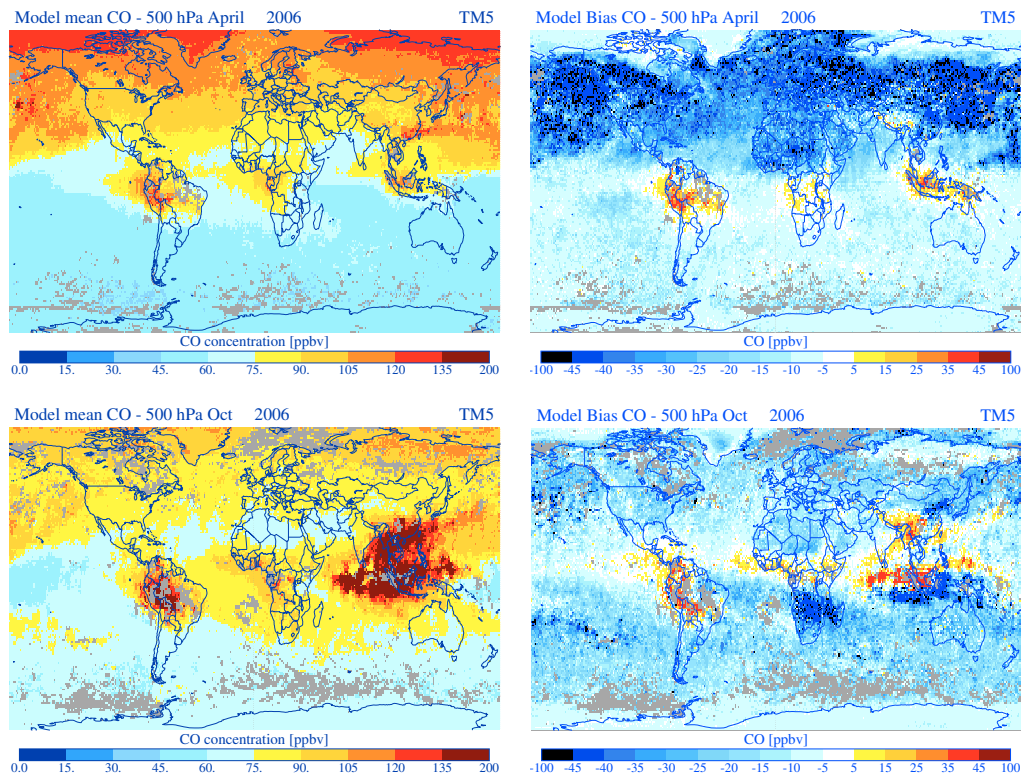 Model mean CO - 500 hPa April 2006 TM5
CO concentration [ppbv]
0.0 15. 30. 45. 60. 75. 90. 105 120 135 200
Model Bias CO - 500 hPa April 2006 TM5
CO [ppbv]
-100 -45 -40 -35 -30 -25 -20 -15 -10 -5 5 15 25 35 45 100
Model mean CO - 500 hPa Oct 2006 TM5
CO concentration [ppbv]
0.0 15. 30. 45. 60. 75. 90. 105 120 135 200
Model Bias CO - 500 hPa Oct 2006 TM5
CO [ppbv]
-100 -45 -40 -35 -30 -25 -20 -15 -10 -5 5 15 25 35 45 100